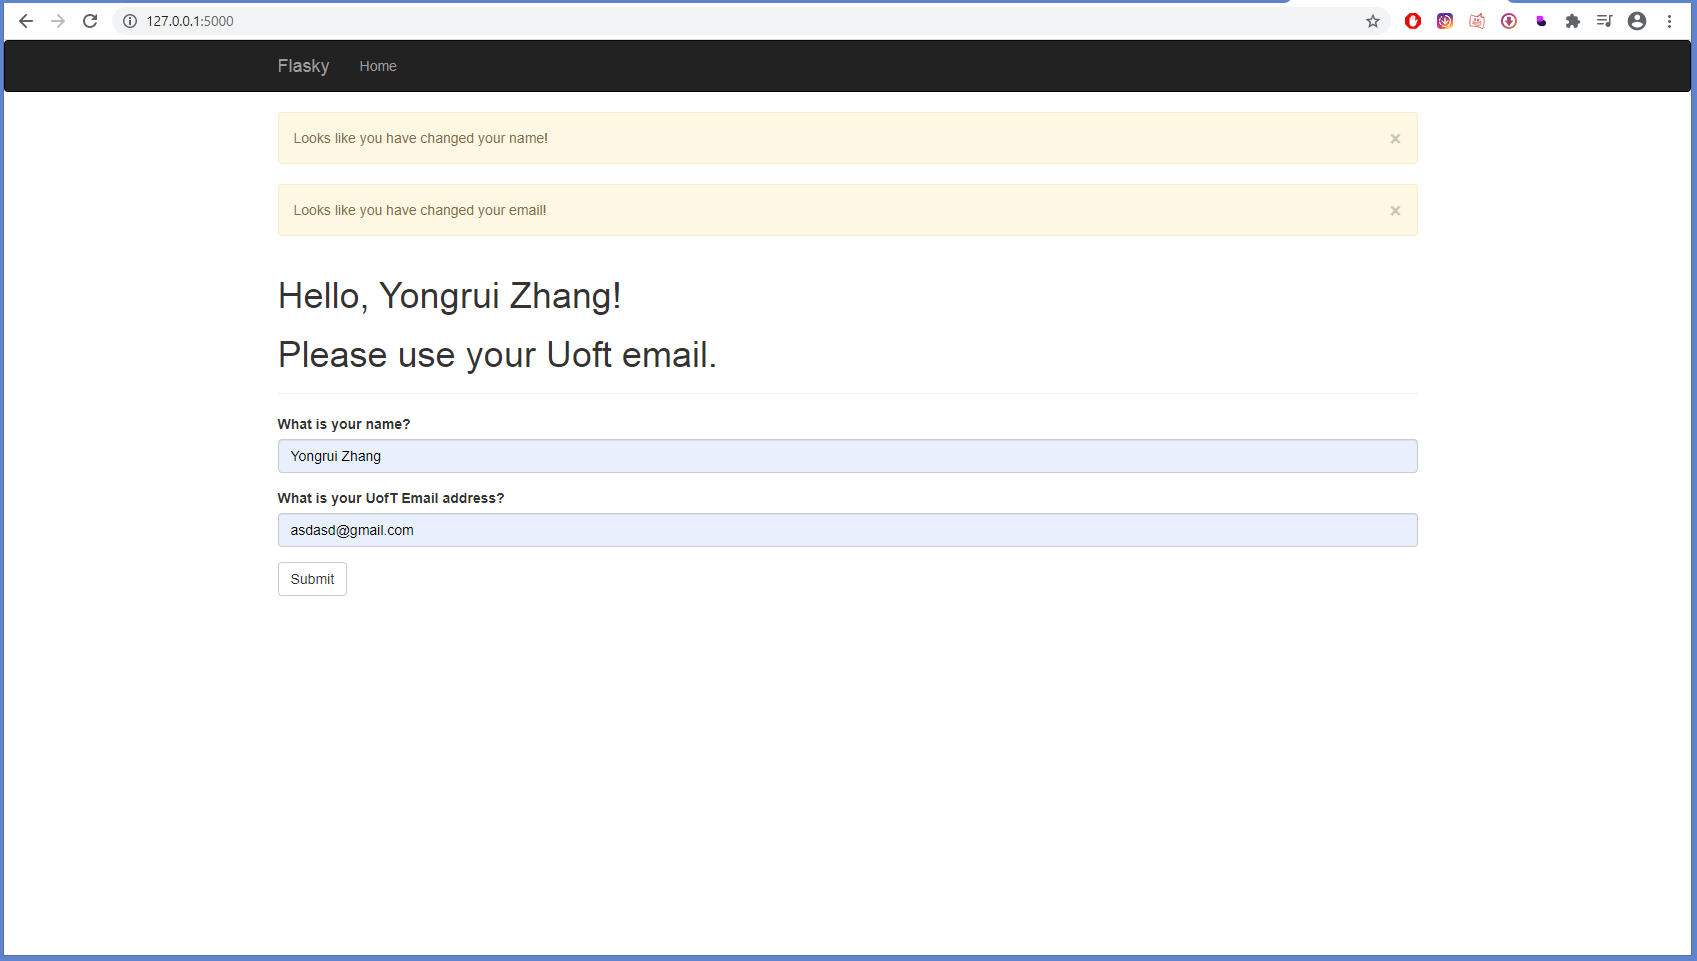 127.0.0.1:5000
Flasky Home
Looks like you have changed your name! ×
Looks like you have changed your email! ×
Hello, Yongrui Zhang!
Please use your Uoft email.
What is your name?
Yongrui Zhang
What is your UofT Email address?
asdasd@gmail.com
Submit